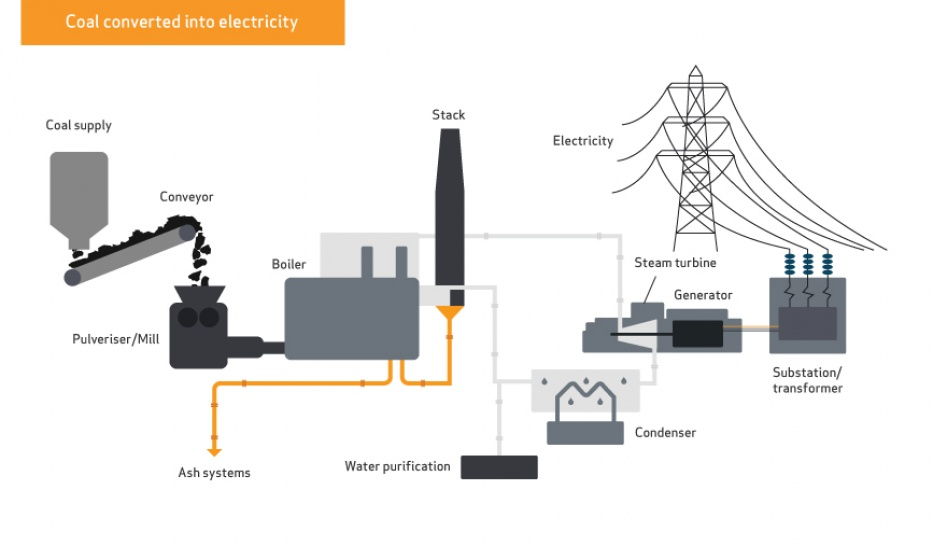 Coal converted into electricity
Stack
Coal supply
Electricity
Conveyor
Boiler
Steam turbine
Generator
Pulveriser/Mill
Substation/
transformer
Condenser
Water purification
Ash systems